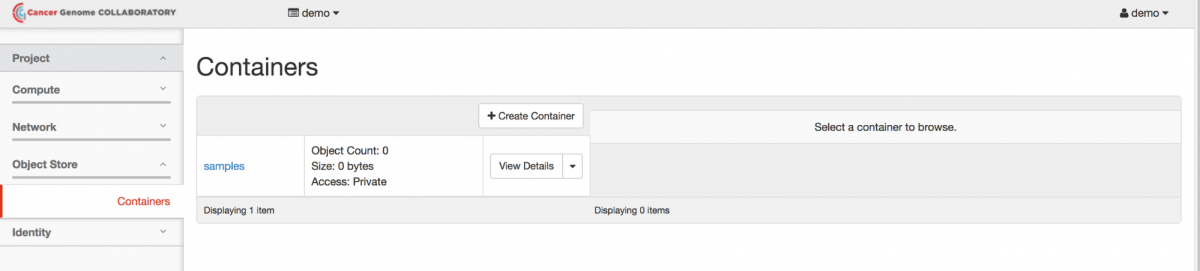 Cancer Genome COLLABORATORY
demo
demo
Project
Compute
Network
Object Store
Containers
Identity
Containers
+ Create Container
Select a container to browse.
samples
Object Count: 0
Size: 0 bytes
Access: Private
View Details
Displaying 1 item
Displaying 0 items